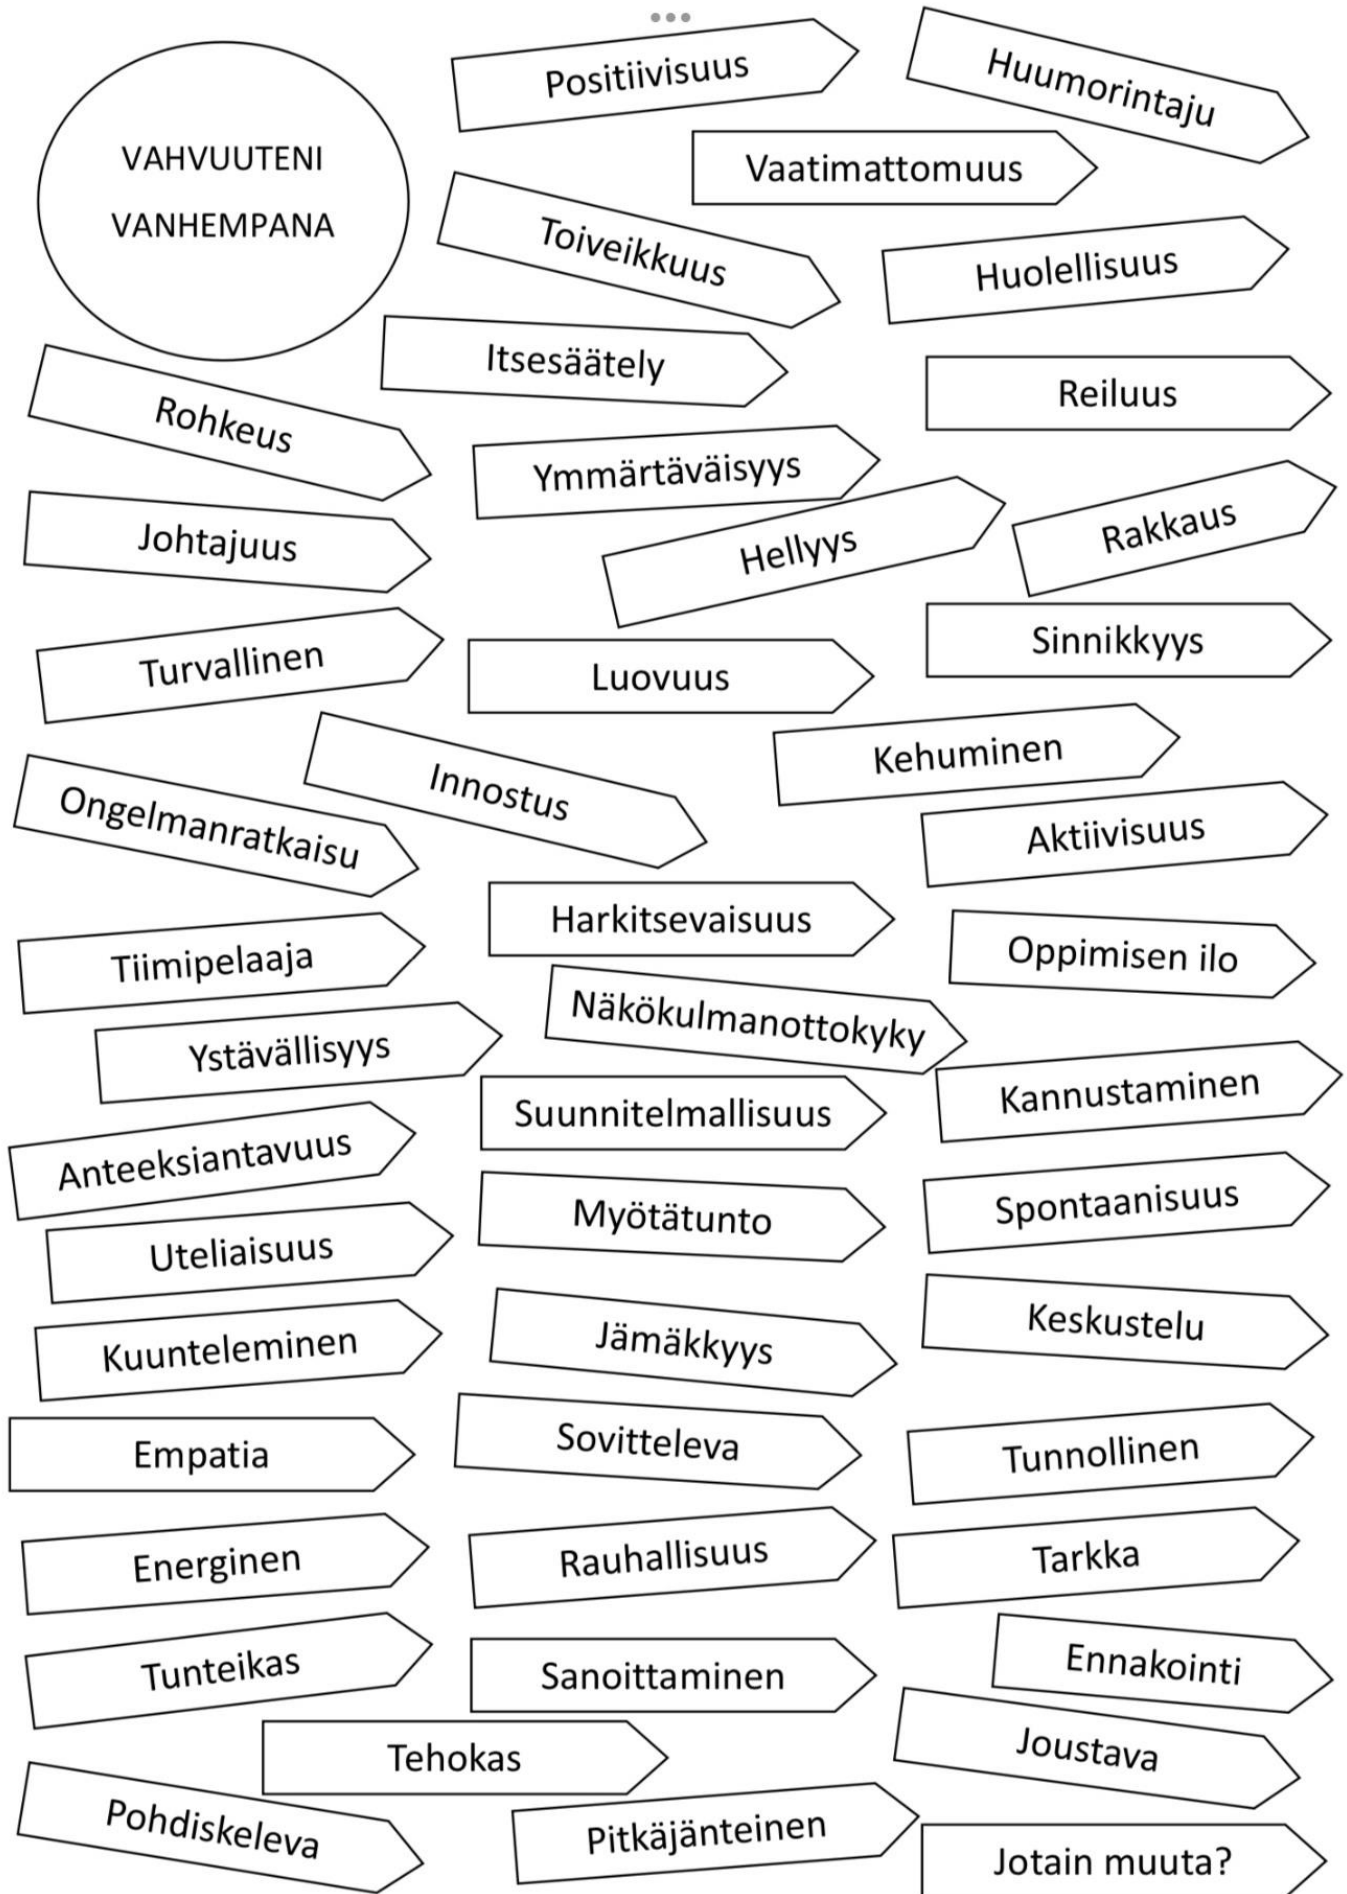 VAHVUUTENI
VANHEMPANA
Positiivisuus
Huumorintaju
Vaatimattomuus
Toiveikkuus
Huolellisuus
Itsesäätely
Reiluus
Rohkeus
Ymmärtäväisyys
Rakkaus
Johtajuus
Hellyys
Sinnikkyys
Turvallinen
Luovuus
Kehuminen
Innostus
Ongelmanratkaisu
Aktiivisuus
Harkitsevaisuus
Tiimipelaaja
Oppimisen ilo
Näkökulmanottokyky
Ystävällisyys
Kannustaminen
Suunnitelmallisuus
Anteeksiantavuus
Spontaanisuus
Myötätunto
Uteliaisuus
Keskustelu
Kuunteleminen
Jämäkkyys
Empatia
Sovitteleva
Tunnollinen
Energinen
Rauhallisuus
Tarkka
Tunteikas
Sanoittaminen
Ennakointi
Tehokas
Joustava
Pohdiskeleva
Pitkäjänteinen
Jotain muuta?